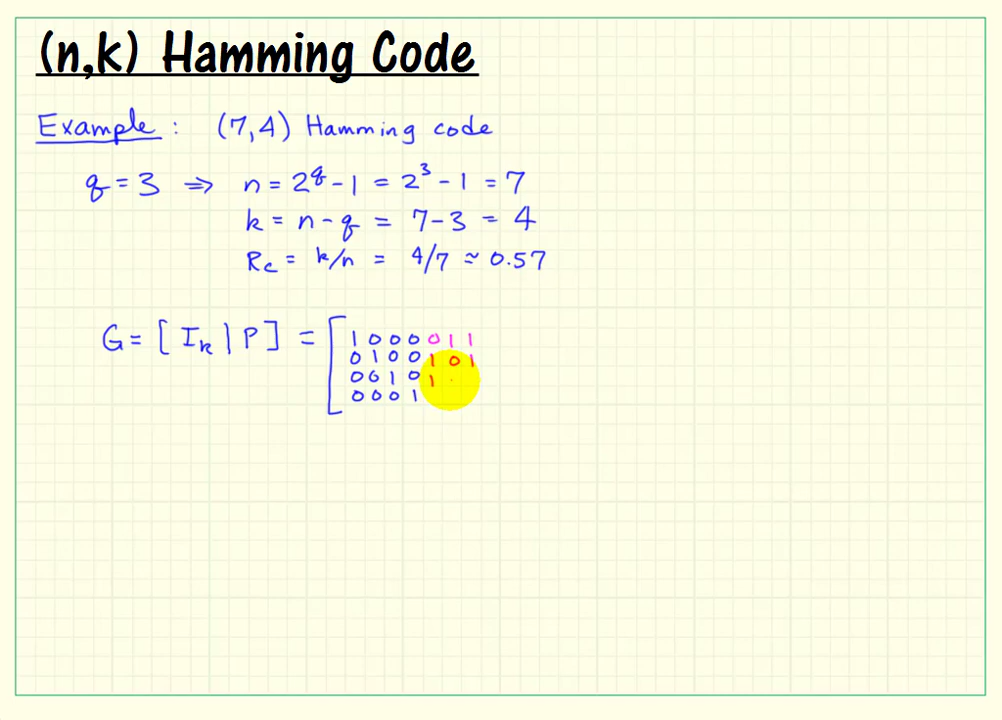 (n,k) Hamming Code
Example : (7,4) Hamming code
q = 3 ⇒ n = 2^q - 1 = 2^3 - 1 = 7
k = n - q = 7 - 3 = 4
Rc = k/n = 4/7 ≈ 0.57
G = [ I_k | P ] = [ 1 0 0 0 0 1 1
0 1 0 0 1 0 1
0 0 1 0 1
0 0 0 1